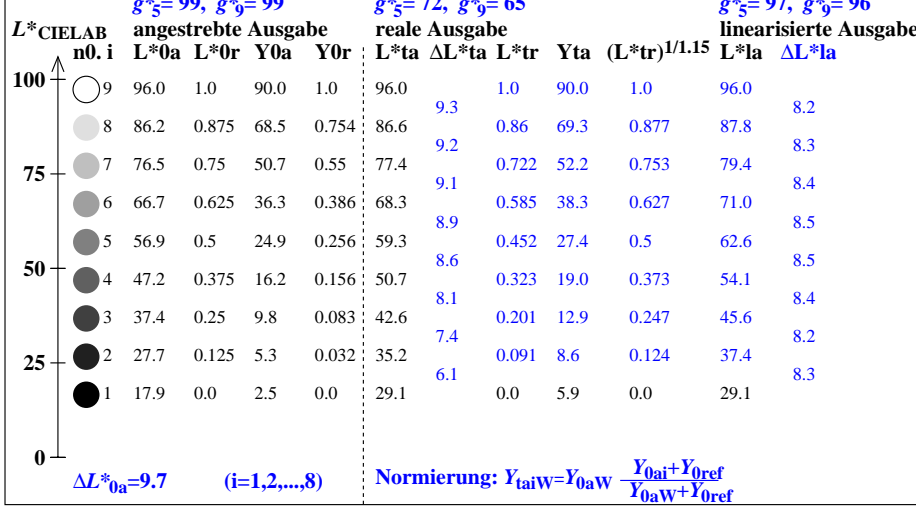 g*5= 99, g*9= 99 g*5= 72, g*9= 65 g*5= 97, g*9= 96
L*CIELAB angestrebte Ausgabe reale Ausgabe linearisierte Ausgabe
n0. i L*0a L*0r Y0a Y0r L*ta ΔL*ta L*tr Yta (L*tr)1/1.15 L*la ΔL*la
100 9 96.0 1.0 90.0 1.0 96.0 1.0 90.0 1.0 96.0
9.3 8.2
8 86.2 0.875 68.5 0.754 86.6 0.86 69.3 0.877 87.8
9.2 8.3
75 7 76.5 0.75 50.7 0.55 77.4 0.722 52.2 0.753 79.4
9.1 8.4
6 66.7 0.625 36.3 0.386 68.3 0.585 38.3 0.627 71.0
8.9 8.5
5 56.9 0.5 24.9 0.256 59.3 0.452 27.4 0.5 62.6
50 8.6 8.5
4 47.2 0.375 16.2 0.156 50.7 0.323 19.0 0.373 54.1
8.1 8.4
3 37.4 0.25 9.8 0.083 42.6 0.201 12.9 0.247 45.6
7.4 8.2
25 2 27.7 0.125 5.3 0.032 35.2 0.091 8.6 0.124 37.4
6.1 8.3
1 17.9 0.0 2.5 0.0 29.1 0.0 5.9 0.0 29.1
0
ΔL*0a=9.7 (i=1,2,...,8) Normierung: YtaiW=Y0aW Y0ai+Y0ref
Y0aW+Y0ref